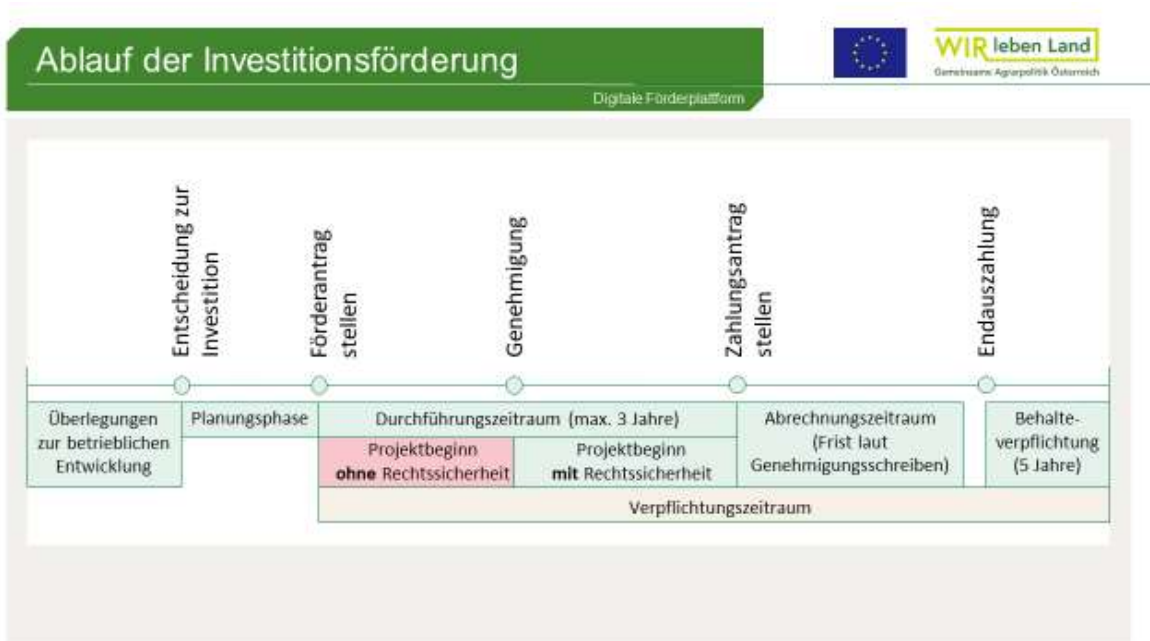 Ablauf der Investitionsförderung
Digitale Förderplattform
WIR leben Land
Gemeinsame Agrarpolitik Österreich
Entscheidung zur
Investition
Förderantrag
stellen
Genehmigung
Zahlungsantrag
stellen
Endauszahlung
Überlegungen
zur betrieblichen
Entwicklung
Planungsphase
Durchführungszeitraum (max. 3 Jahre)
Projektbeginn
ohne Rechtssicherheit
Projektbeginn
mit Rechtssicherheit
Abrechnungszeitraum
(Frist laut
Genehmigungsschreiben)
Behalte-
verpflichtung
(5 Jahre)
Verpflichtungszeitraum